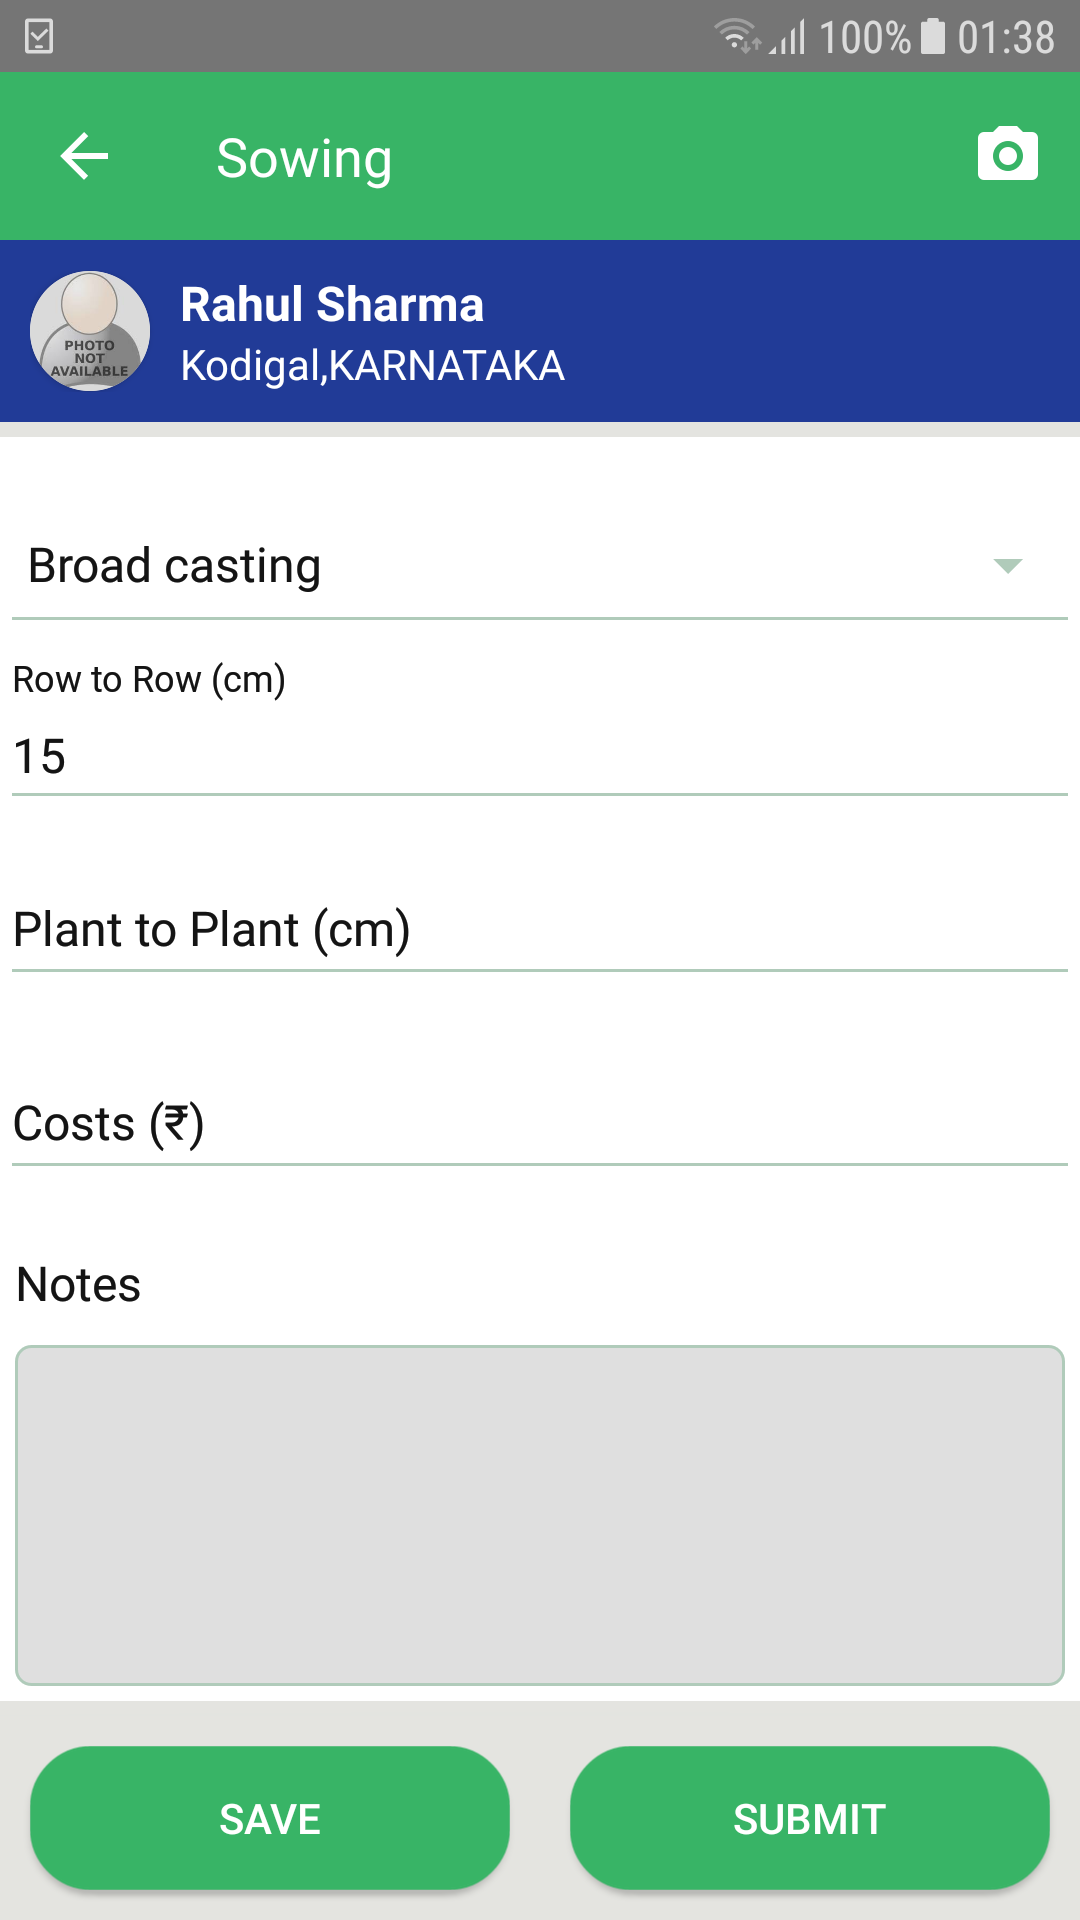 100% 01:38
Sowing
PHOTO
NOT
AVAILABLE
Rahul Sharma
Kodigal,KARNATAKA
Broad casting
Row to Row (cm)
15
Plant to Plant (cm)
Costs (₹)
Notes
SAVE SUBMIT